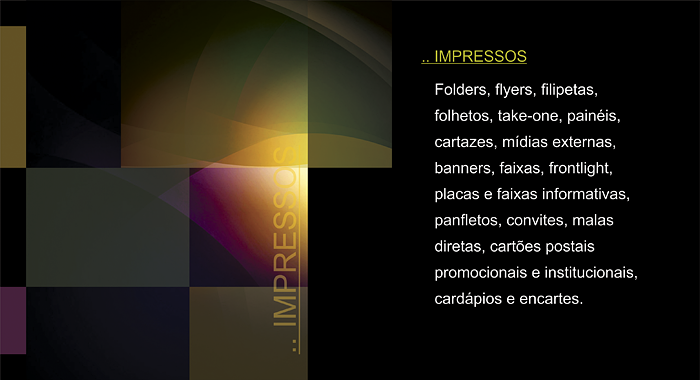 .. IMPRESSOS
.. IMPRESSOS
Folders, flyers, filipetas,
folhetos, take-one, painéis,
cartazes, mídias externas,
banners, faixas, frontlight,
placas e faixas informativas,
panfletos, convites, malas
diretas, cartões postais
promocionais e institucionais,
cardápios e encartes.